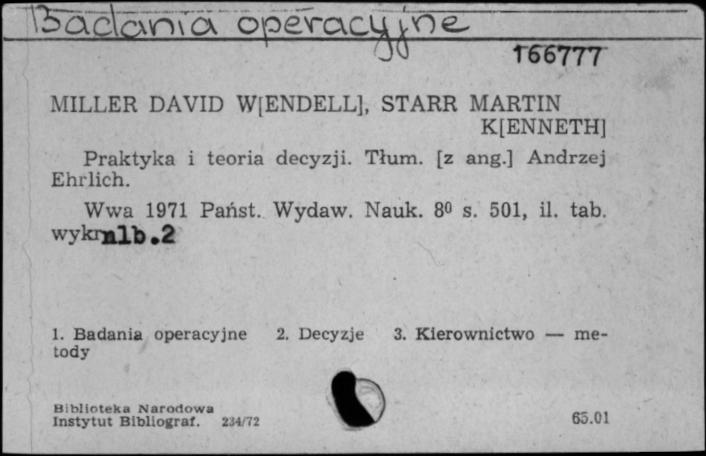 Badania operacyjne
166777
MILLER DAVID W[ENDELL], STARR MARTIN
K[ENNETH]
Praktyka i teoria decyzji. Tłum. [z ang.] Andrzej
Ehrlich.
Wwa 1971 Państ. Wydaw. Nauk. 8⁰ s. 501, il. tab.
wykr nlb.2
1. Badania operacyjne 2. Decyzje 3. Kierownictwo — me-
tody
Biblioteka Narodowa
Instytut Bibliograf. 234/72
65.01